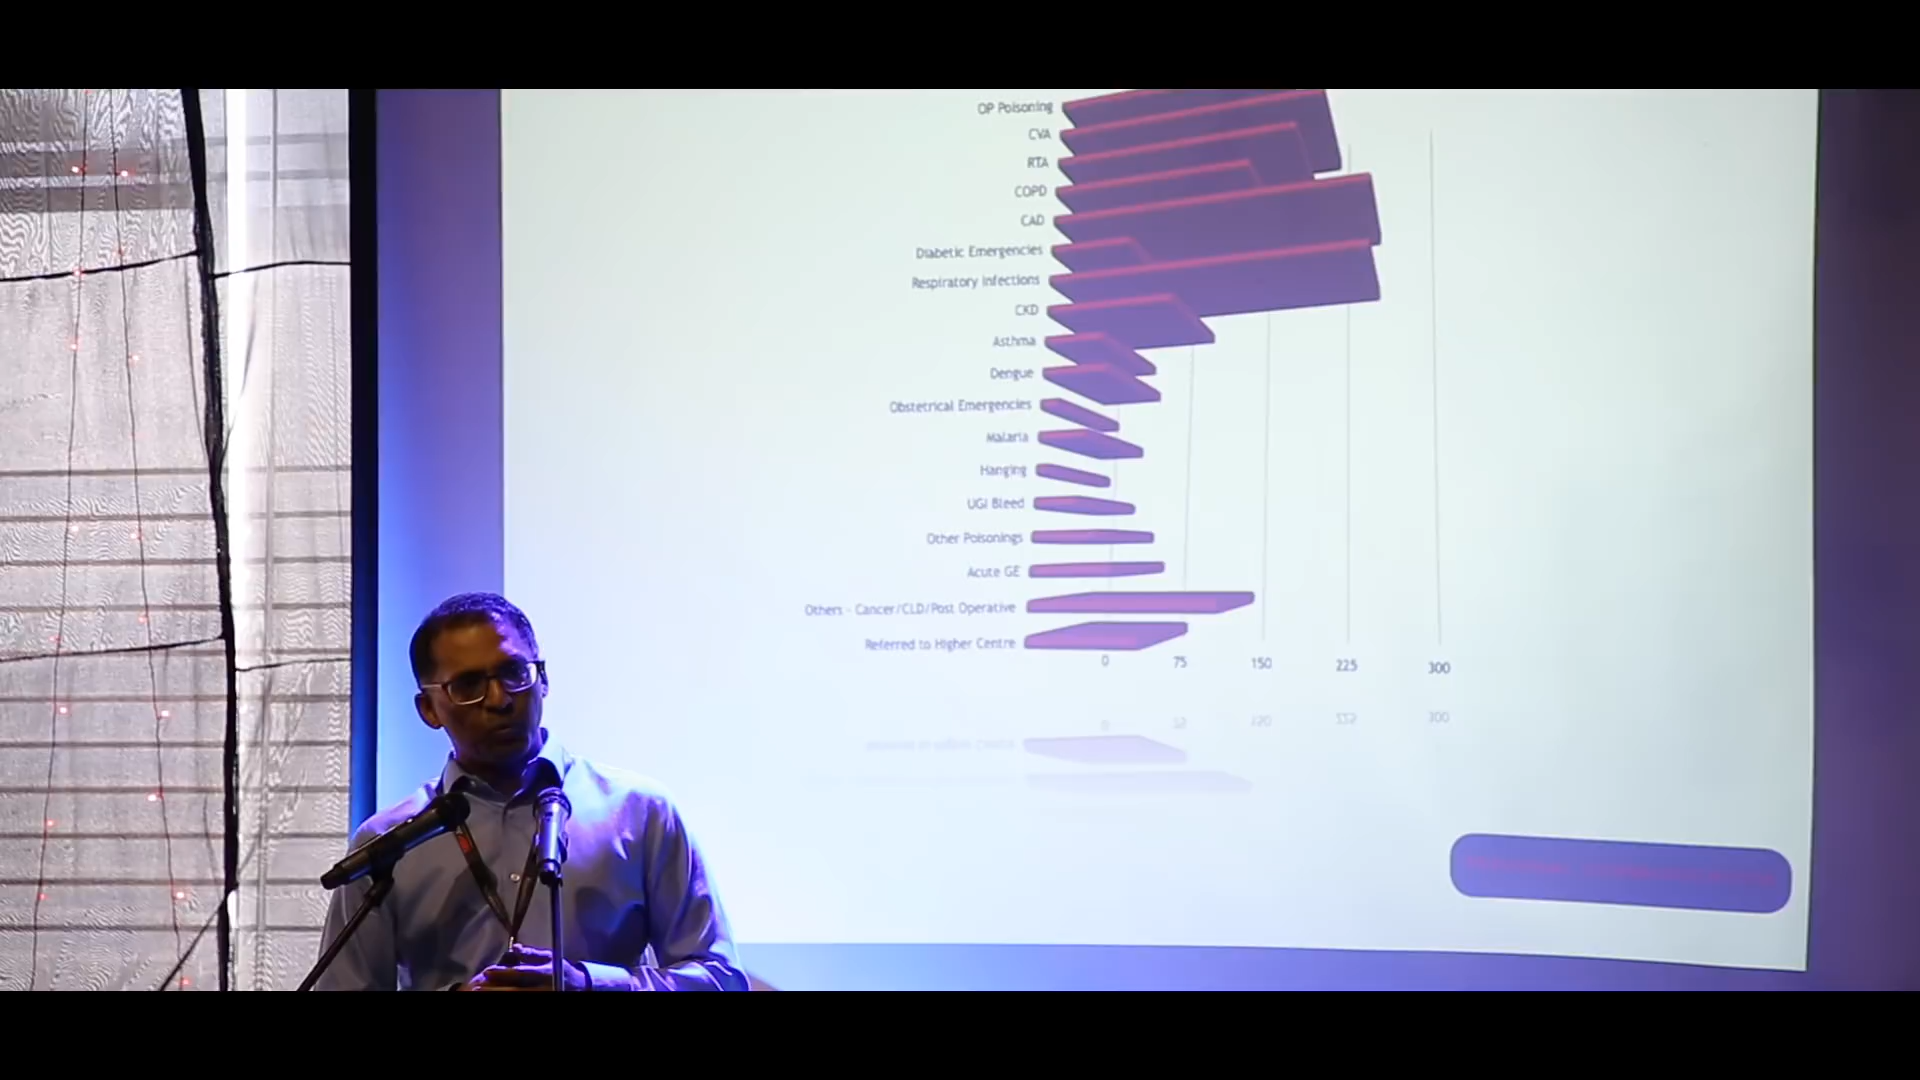 OP Poisoning
CVA
RTA
COPD
CAD
Diabetic Emergencies
Respiratory Infections
CKD
Asthma
Dengue
Obstetrical Emergencies
Malaria
Hanging
UGI Bleed
Other Poisonings
Acute GE
Others - Cancer/CLD/Post Operative
Referred to Higher Centre
0 75 150 225 300